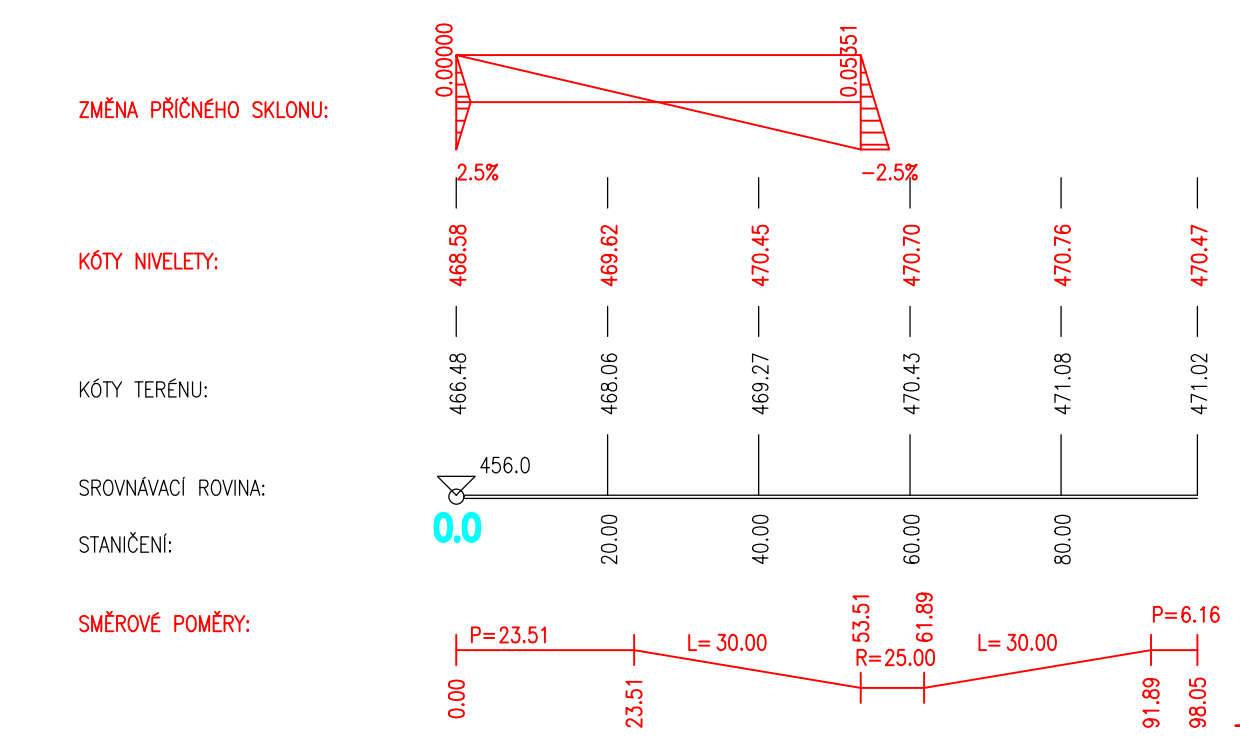 0.00000 0.05351
ZMĚNA PŘÍČNÉHO SKLONU:
2.5% -2.5%
KÓTY NIVELETY: 468.58 469.62 470.45 470.70 470.76 470.47
KÓTY TERÉNU: 466.48 468.06 469.27 470.43 471.08 471.02
456.0
SROVNÁVACÍ ROVINA:
0.0
STANIČENÍ: 20.00 40.00 60.00 80.00
SMĚROVÉ POMĚRY:
P=23.51 L= 30.00 53.51 R=25.00 61.89 L= 30.00 P=6.16
0.00 23.51 91.89 98.05